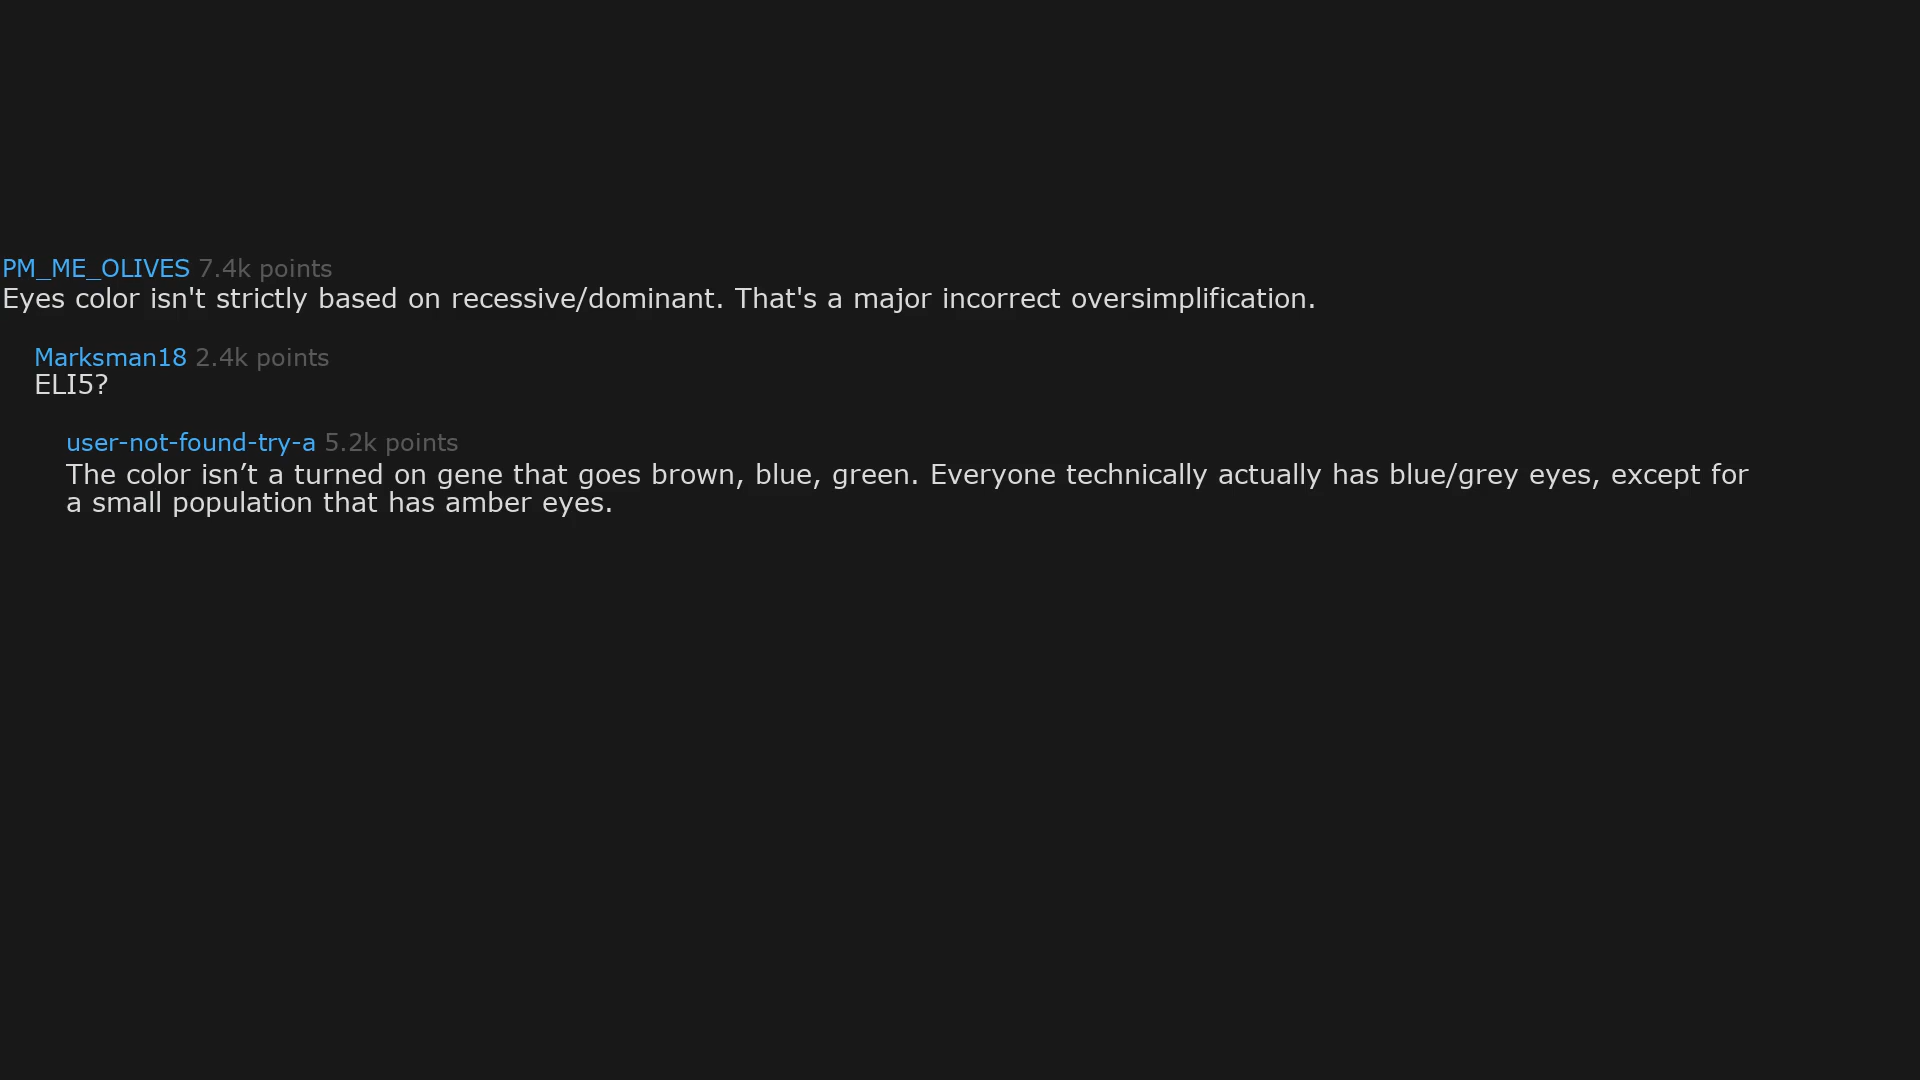 PM_ME_OLIVES 7.4k points
Eyes color isn't strictly based on recessive/dominant. That's a major incorrect oversimplification.
Marksman18 2.4k points
ELI5?
user-not-found-try-a 5.2k points
The color isn’t a turned on gene that goes brown, blue, green. Everyone technically actually has blue/grey eyes, except for
a small population that has amber eyes.